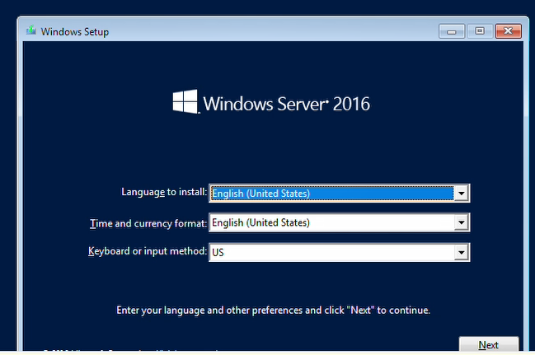 Windows Setup
Windows Server® 2016
Language to install: English (United States)
Time and currency format: English (United States)
Keyboard or input method: US
Enter your language and other preferences and click "Next" to continue.
Next